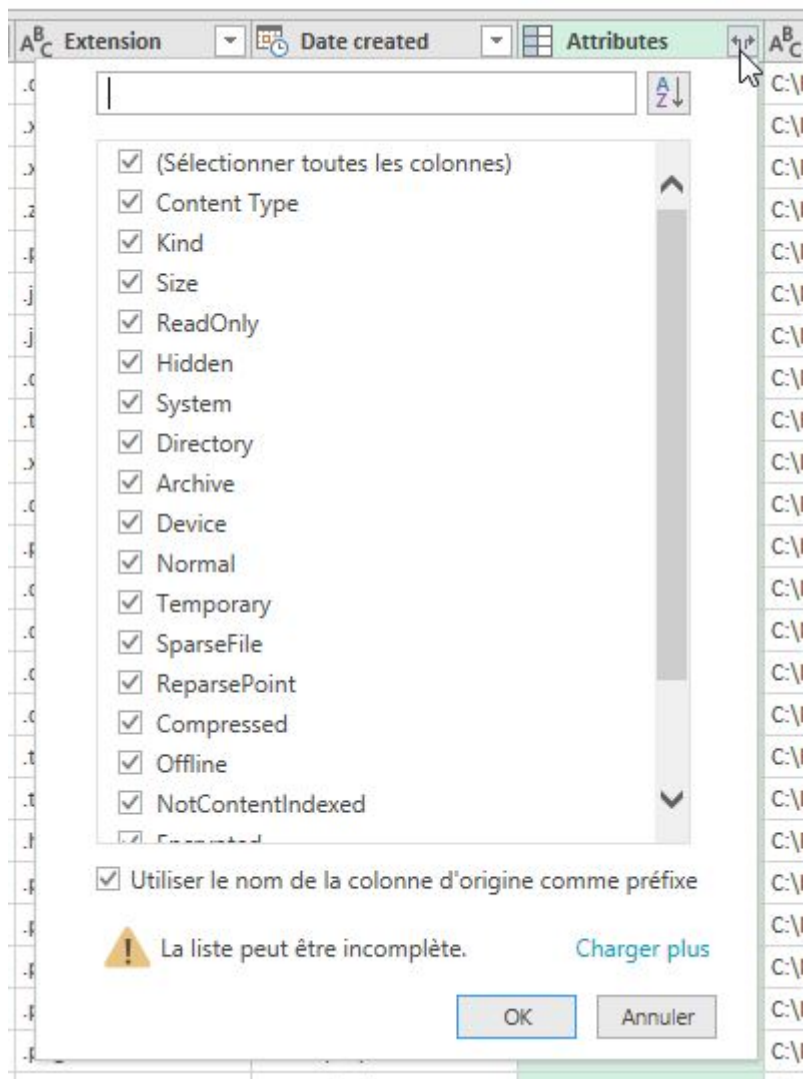 ABC Extension Date created Attributes ABC
(Sélectionner toutes les colonnes)
Content Type
Kind
Size
ReadOnly
Hidden
System
Directory
Archive
Device
Normal
Temporary
SparseFile
ReparsePoint
Compressed
Offline
NotContentIndexed
Utiliser le nom de la colonne d'origine comme préfixe
La liste peut être incomplète. Charger plus
OK Annuler